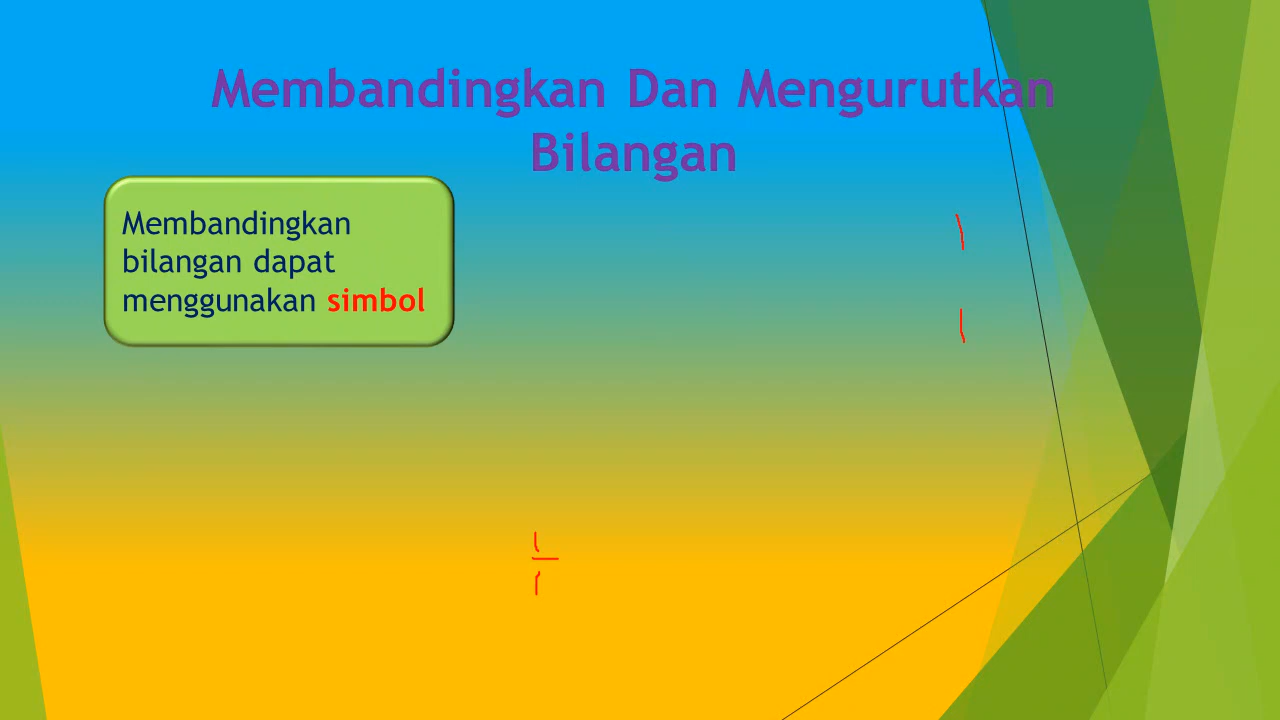 Membandingkan Dan Mengurutkan
Bilangan
Membandingkan
bilangan dapat
menggunakan simbol